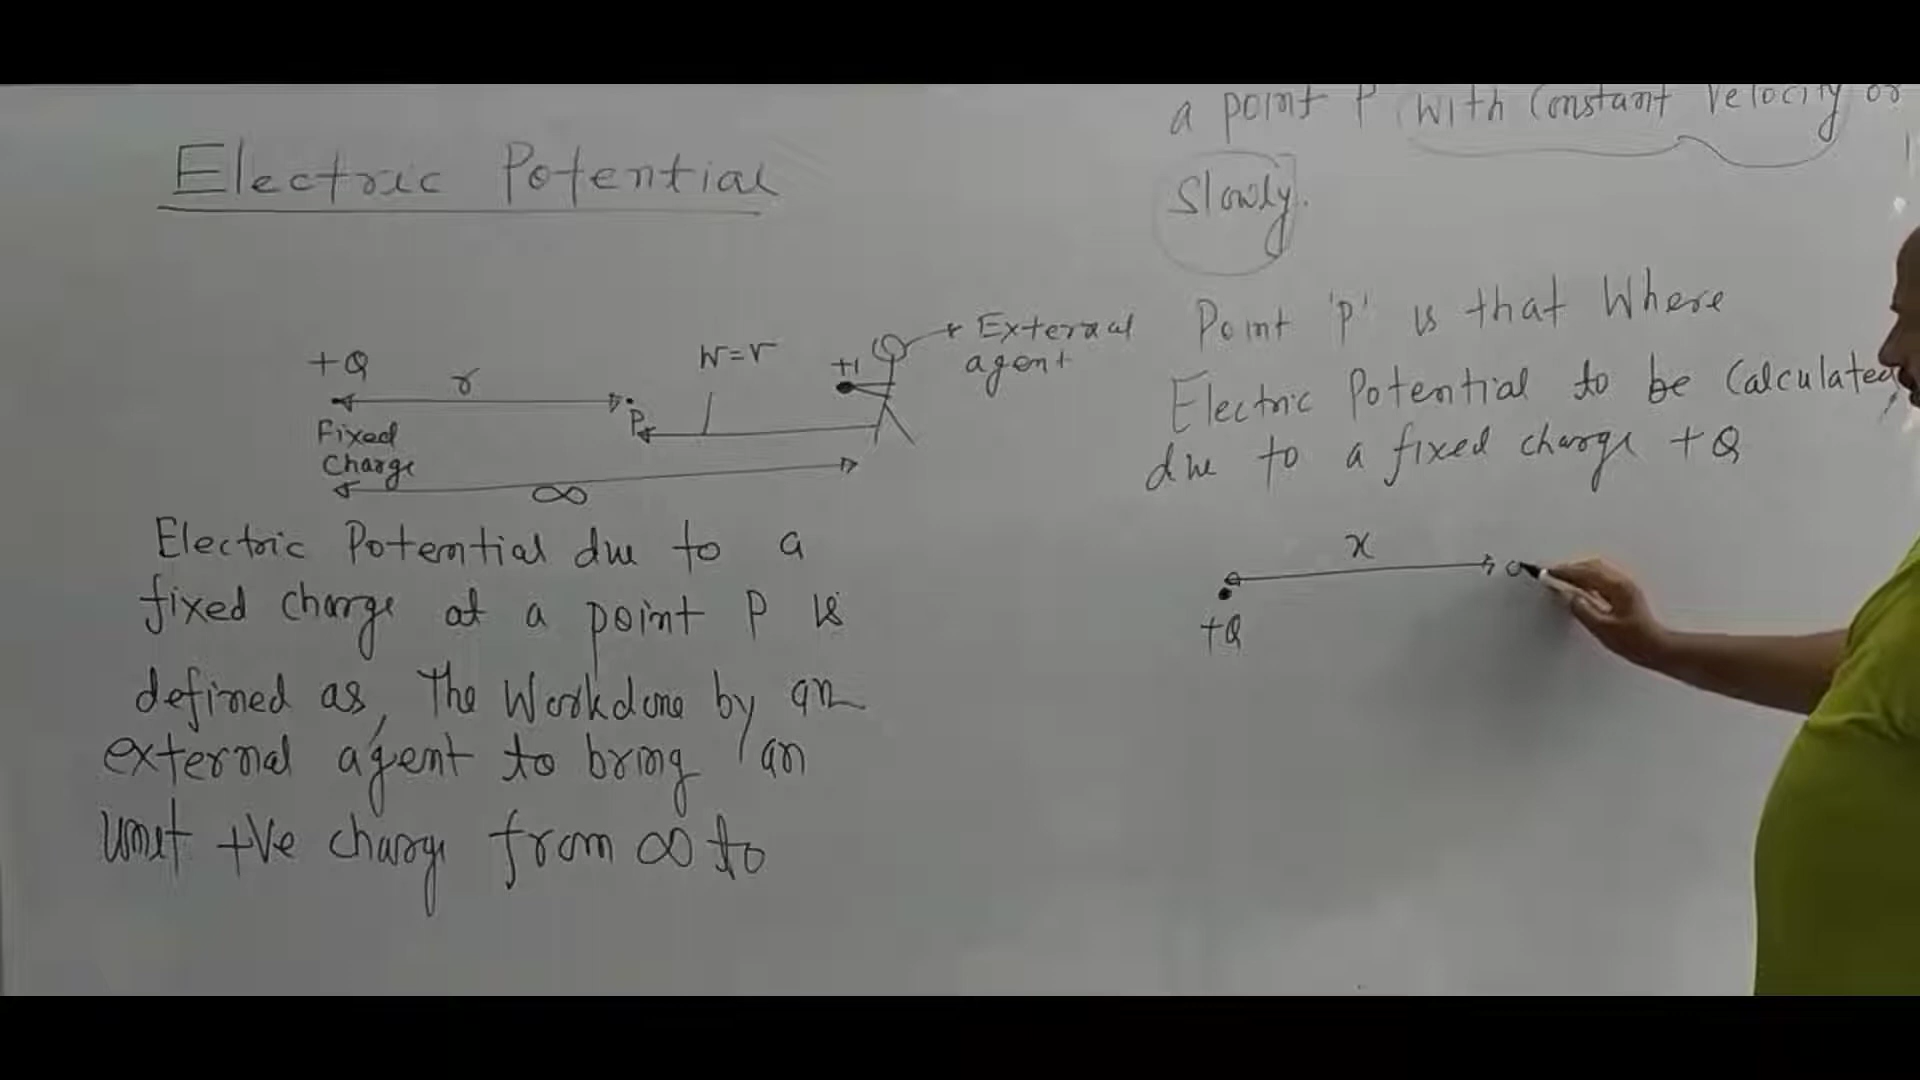 Electric Potential
+Q
r
W=V
+1
External
agent
P
Fixed
Charge
∞
Electric Potential due to a
fixed charge at a point P is
defined as, The Workdone by an
external agent to bring an
unit +ve charge from ∞ to
a point P with constant velocity or
Slowly.
Point 'P' is that Where
Electric Potential to be Calculated
due to a fixed charge +Q
x
+Q